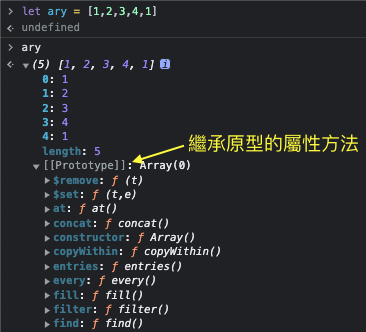 let ary = [1,2,3,4,1]
undefined
ary
(5) [1, 2, 3, 4, 1] i
0: 1
1: 2
2: 3
3: 4
4: 1
length: 5
[[Prototype]]: Array(0)
繼承原型的屬性方法
$remove: ƒ (t)
$set: ƒ (t,e)
at: ƒ at()
concat: ƒ concat()
constructor: ƒ Array()
copyWithin: ƒ copyWithin()
entries: ƒ entries()
every: ƒ every()
fill: ƒ fill()
filter: ƒ filter()
find: ƒ find()